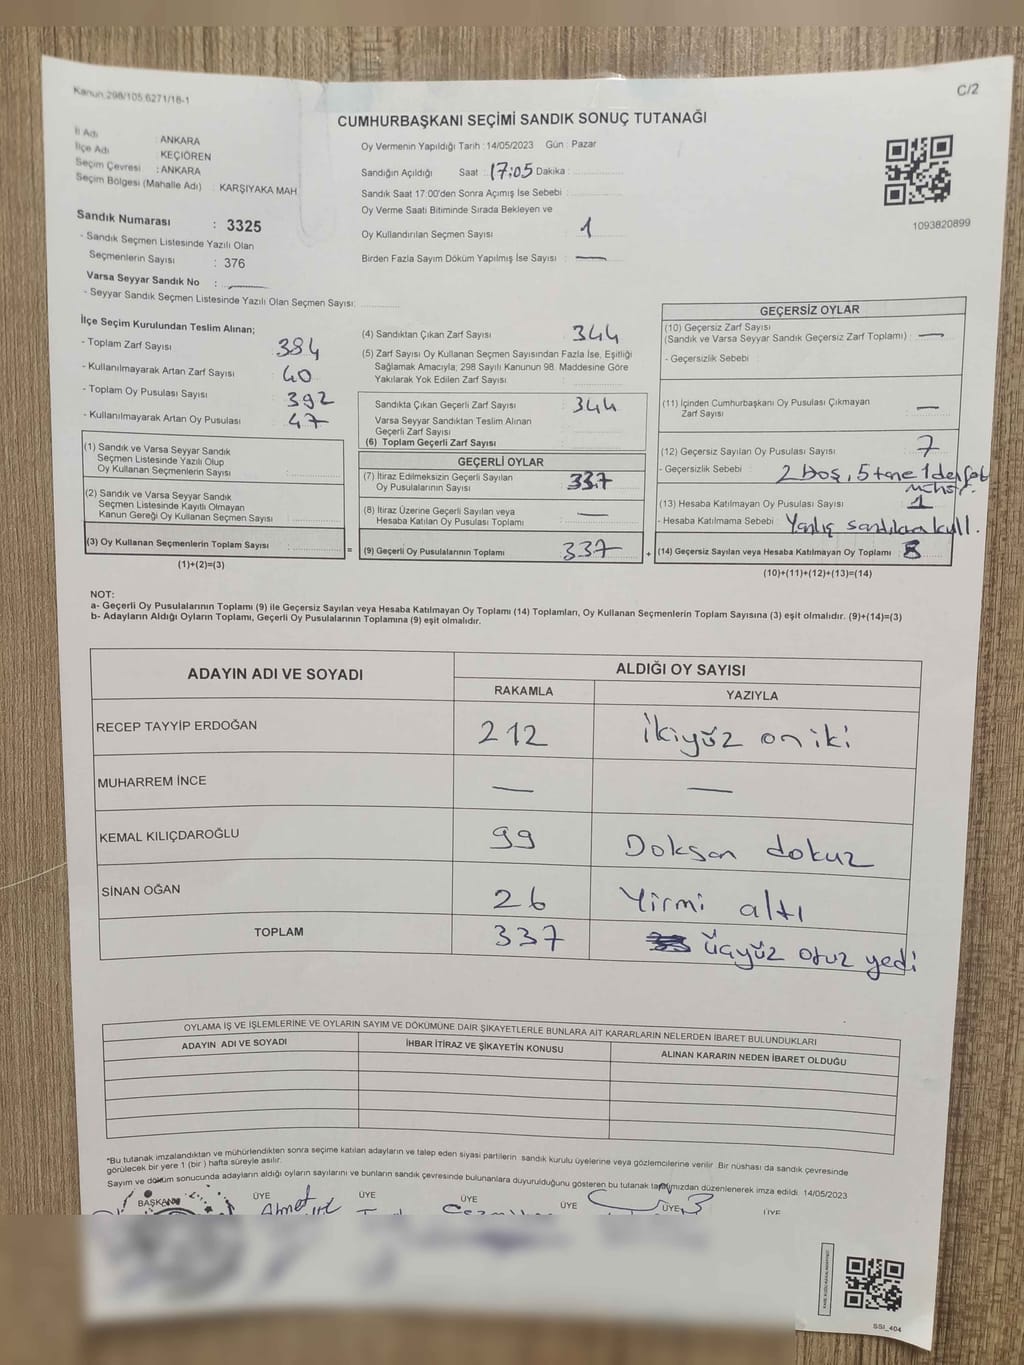 Kanun:298/105:6271/18-1
C/2
CUMHURBAŞKANI SEÇİMİ SANDIK SONUÇ TUTANAĞI
İl Adı : ANKARA
İlçe Adı : KEÇİÖREN
Seçim Çevresi : ANKARA
Seçim Bölgesi (Mahalle Adı) : KARŞIYAKA MAH
Sandık Numarası : 3325
- Sandık Seçmen Listesinde Yazılı Olan
Seçmenlerin Sayısı : 376
Varsa Seyyar Sandık No :
- Seyyar Sandık Seçmen Listesinde Yazılı Olan Seçmen Sayısı:
Oy Vermenin Yapıldığı Tarih : 14/05/2023 Gün : Pazar
Sandığın Açıldığı Saat : 17:05 Dakika :
Sandık Saat 17:00'den Sonra Açımış İse Sebebi :
Oy Verme Saati Bitiminde Sırada Bekleyen ve
Oy Kullandırılan Seçmen Sayısı : 1
Birden Fazla Sayım Döküm Yapılmış İse Sayısı : —
1093820899
İlçe Seçim Kurulundan Teslim Alınan;
- Toplam Zarf Sayısı 384
- Kullanılmayarak Artan Zarf Sayısı 40
- Toplam Oy Pusulası Sayısı 392
- Kullanılmayarak Artan Oy Pusulası 47
(1) Sandık ve Varsa Seyyar Sandık
Seçmen Listesinde Yazılı Olup
Oy Kullanan Seçmenlerin Sayısı :
(2) Sandık ve Varsa Seyyar Sandık
Seçmen Listesinde Kayıtlı Olmayan
Kanun Gereği Oy Kullanan Seçmen Sayısı :
(3) Oy Kullanan Seçmenlerin Toplam Sayısı :
(1)+(2)=(3)
(4) Sandıktan Çıkan Zarf Sayısı : 344
(5) Zarf Sayısı Oy Kullanan Seçmen Sayısından Fazla İse, Eşitliği
Sağlamak Amacıyla; 298 Sayılı Kanunun 98. Maddesine Göre
Yakılarak Yok Edilen Zarf Sayısı :
Sandıkta Çıkan Geçerli Zarf Sayısı : 344
Varsa Seyyar Sandıktan Teslim Alınan
Geçerli Zarf Sayısı :
(6) Toplam Geçerli Zarf Sayısı :
GEÇERLİ OYLAR
(7) İtiraz Edilmeksizin Geçerli Sayılan
Oy Pusulalarının Sayısı : 337
(8) İtiraz Üzerine Geçerli Sayılan veya
Hesaba Katılan Oy Pusulası Toplamı : —
= (9) Geçerli Oy Pusulalarının Toplamı : 337 +
GEÇERSİZ OYLAR
(10) Geçersiz Zarf Sayısı
(Sandık ve Varsa Seyyar Sandık Geçersiz Zarf Toplamı) : —
- Geçersizlik Sebebi :
(11) İçinden Cumhurbaşkanı Oy Pusulası Çıkmayan
Zarf Sayısı : —
(12) Geçersiz Sayılan Oy Pusulası Sayısı : 7
- Geçersizlik Sebebi : 2 boş, 5 tane 1 den fazla
mühür.
(13) Hesaba Katılmayan Oy Pusulası Sayısı : 1
- Hesaba Katılmama Sebebi : Yanlış sandıkta kull.
(14) Geçersiz Sayılan veya Hesaba Katılmayan Oy Toplamı : 8
(10)+(11)+(12)+(13)=(14)
NOT:
a- Geçerli Oy Pusulalarının Toplamı (9) ile Geçersiz Sayılan veya Hesaba Katılmayan Oy Toplamı (14) Toplamları, Oy Kullanan Seçmenlerin Toplam Sayısına (3) eşit olmalıdır. (9)+(14)=(3)
b- Adayların Aldığı Oyların Toplamı, Geçerli Oy Pusulalarının Toplamına (9) eşit olmalıdır.
ADAYIN ADI VE SOYADI
ALDIĞI OY SAYISI
RAKAMLA YAZIYLA
RECEP TAYYİP ERDOĞAN 212 İkiyüz oniki
MUHARREM İNCE — —
KEMAL KILIÇDAROĞLU 99 Doksan dokuz
SİNAN OĞAN 26 Yirmi altı
TOPLAM 337 üçyüz otuz yedi
OYLAMA İŞ VE İŞLEMLERİNE VE OYLARIN SAYIM VE DÖKÜMÜNE DAİR ŞİKAYETLERLE BUNLARA AİT KARARLARIN NELERDEN İBARET BULUNDUKLARI
ADAYIN ADI VE SOYADI İHBAR İTİRAZ VE ŞİKAYETİN KONUSU ALINAN KARARIN NEDEN İBARET OLDUĞU
*Bu tutanak imzalandıktan ve mühürlendikten sonra seçime katılan adayların ve talep eden siyasi partilerin sandık kurulu üyelerine veya gözlemcilerine verilir. Bir nüshası da sandık çevresinde
görülecek bir yere 1 (bir) hafta süreyle asılır.
Sayım ve döküm sonucunda adayların aldığı oyların sayılarını ve bunların sandık çevresinde bulunanlara duyurulduğunu gösteren bu tutanak tarafımızdan düzenlenerek imza edildi. 14/05/2023
BAŞKAN ÜYE ÜYE ÜYE ÜYE ÜYE ÜYE
Ahmet
SSI_404